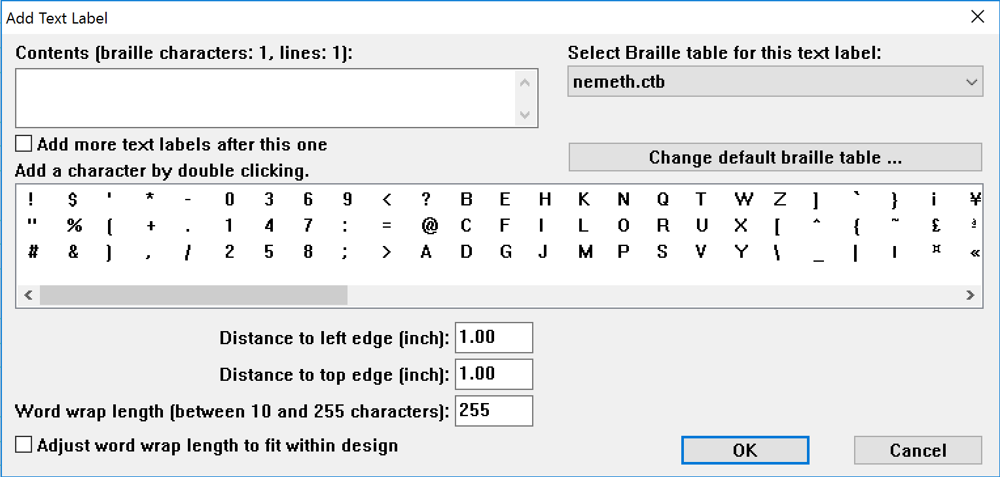 Add Text Label
Contents (braille characters: 1, lines: 1):
Select Braille table for this text label:
nemeth.ctb
Add more text labels after this one
Change default braille table ...
Add a character by double clicking.
! $ ' * - 0 3 6 9 < ? B E H K N Q T W Z ] ` } ¡ ¥
" % ( + . 1 4 7 : = @ C F I L O R U X [ ^ { ~ £ ª
# & ) , / 2 5 8 ; > A D G J M P S V Y \ _ | ı ¤ «
Distance to left edge (inch): 1.00
Distance to top edge (inch): 1.00
Word wrap length (between 10 and 255 characters): 255
Adjust word wrap length to fit within design
OK Cancel